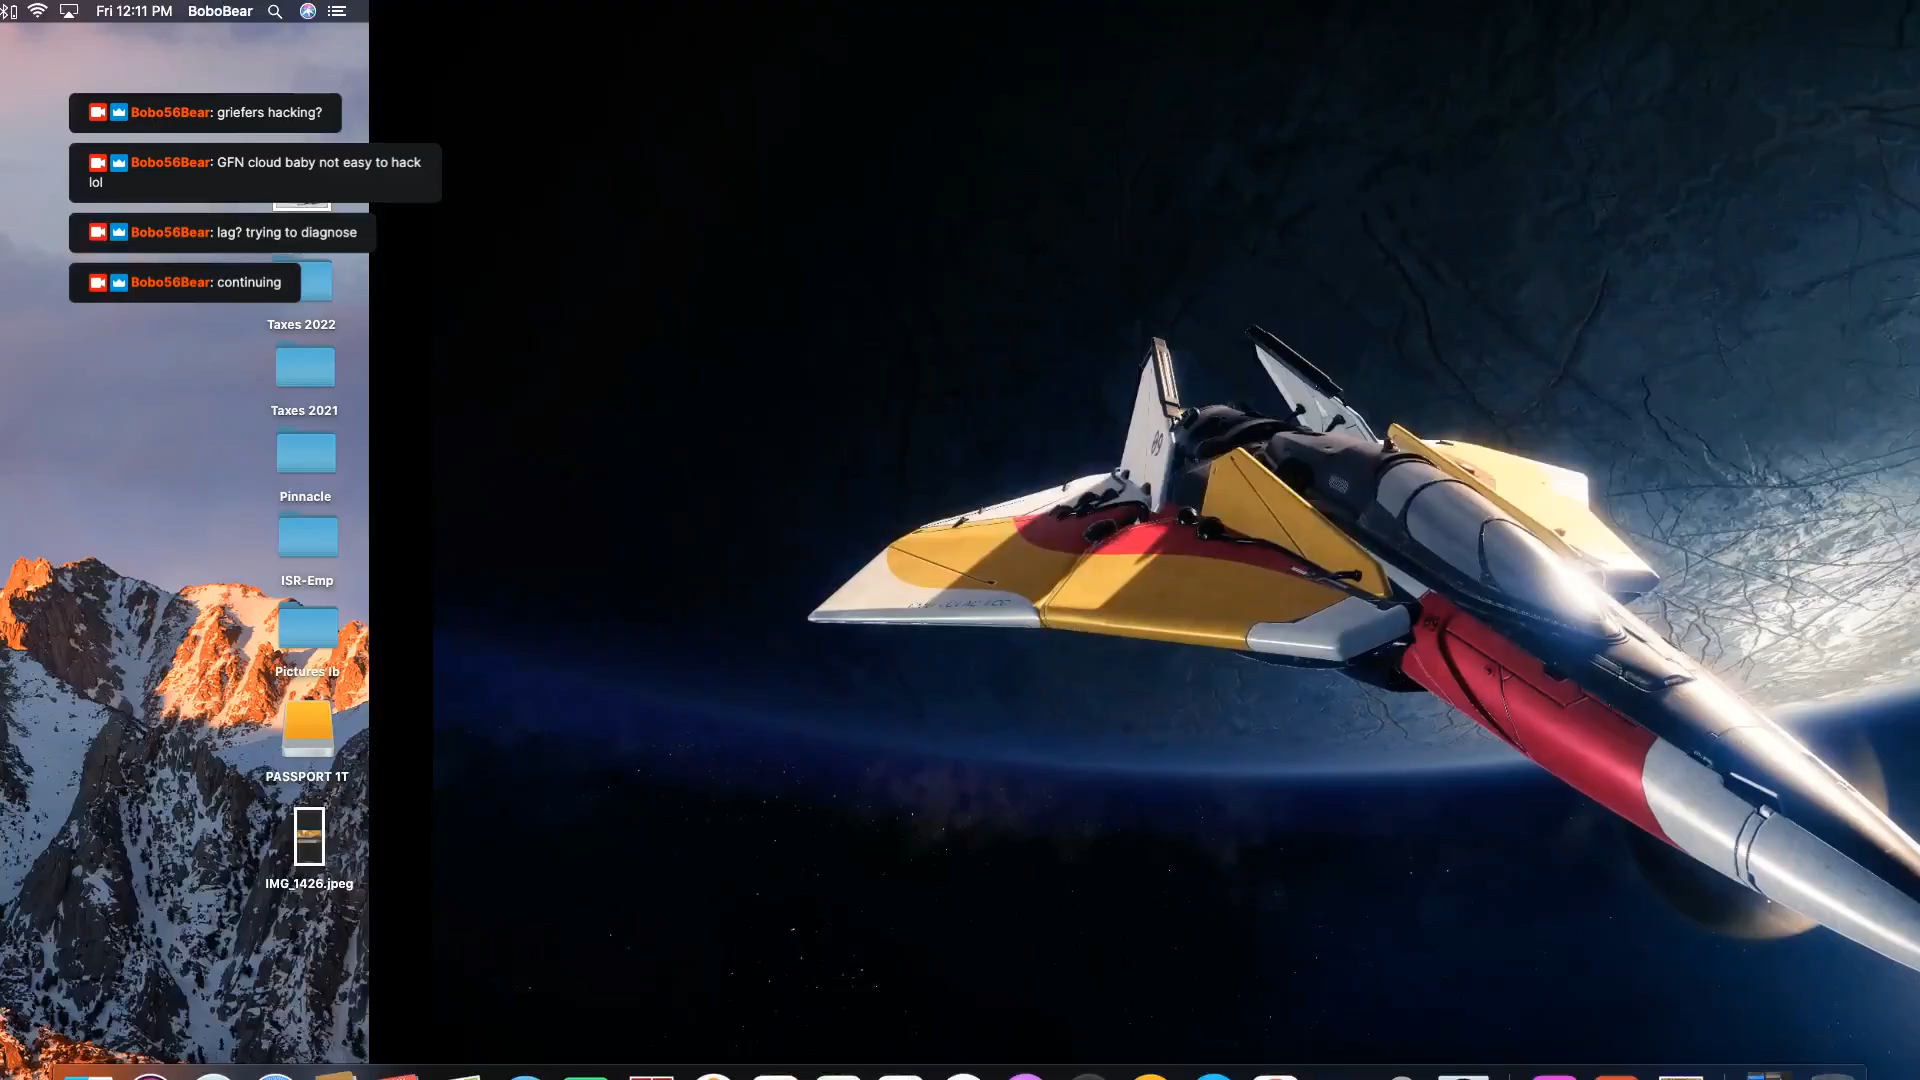 Fri 12:11 PM BoboBear
Bobo56Bear: griefers hacking?
Bobo56Bear: GFN cloud baby not easy to hack
lol
Bobo56Bear: lag? trying to diagnose
Bobo56Bear: continuing
Taxes 2022
Taxes 2021
Pinnacle
ISR-Emp
Pictures lb
PASSPORT 1T
IMG_1426.jpeg
09